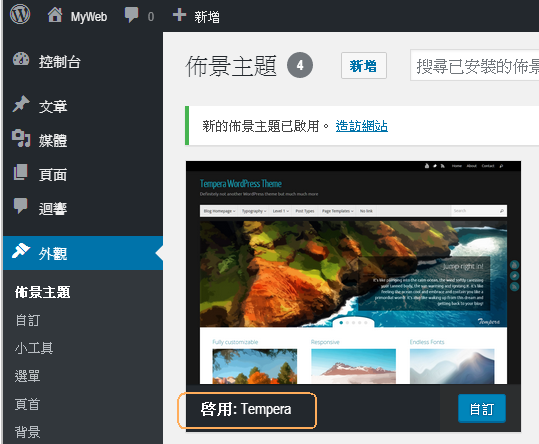 MyWeb 0 新增
控制台
文章
媒體
頁面
迴響
外觀
佈景主題
自訂
小工具
選單
頁首
背景
佈景主題 4 新增 搜尋已安裝的佈景
新的佈景主題已啟用。 造訪網站
Home About Contact
Tempera WordPress Theme
Definitely not another WordPress theme but much much more
Blog Homepage Typography Level 1 Post Types Page Templates No link Search
Jump right in!
Tempera
Fully customizable Responsive Endless Fonts
啓用: Tempera 自訂